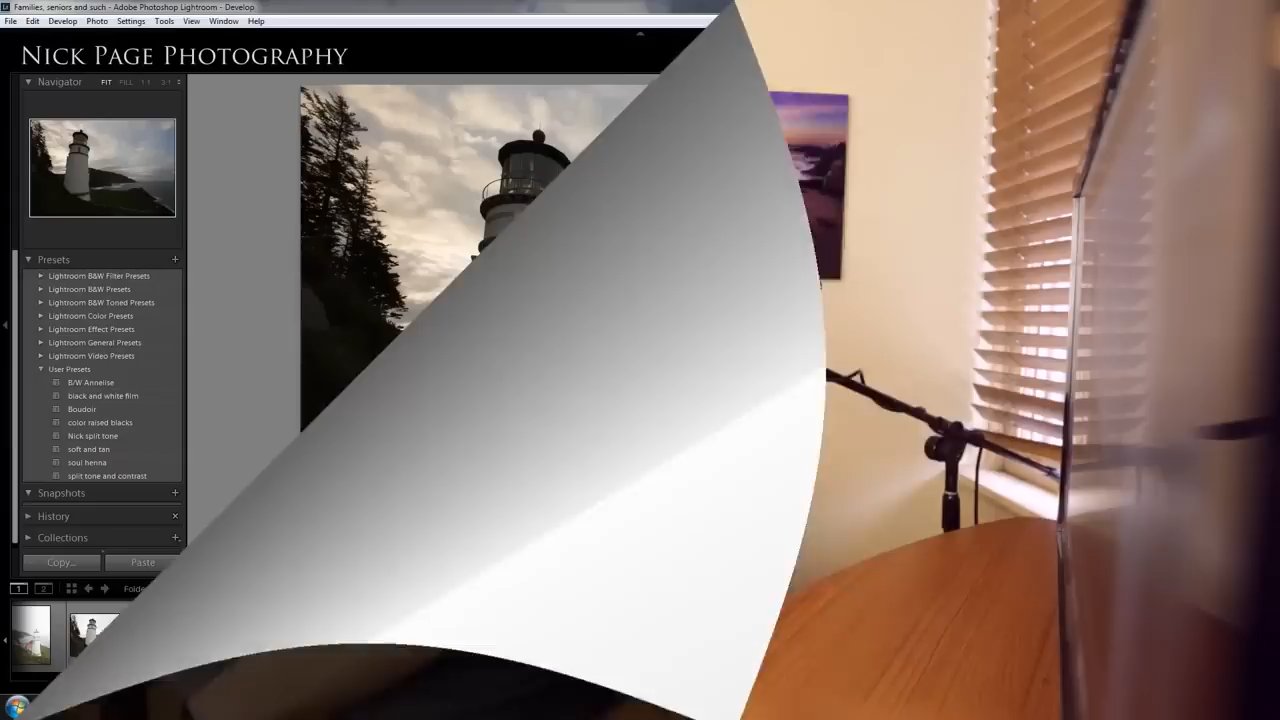 Families, seniors and such - Adobe Photoshop Lightroom - Develop
File Edit Develop Photo Settings Tools View Window Help
NICK PAGE PHOTOGRAPHY
Navigator FIT FILL 1:1 3:1
Presets +
Lightroom B&W Filter Presets
Lightroom B&W Presets
Lightroom B&W Toned Presets
Lightroom Color Presets
Lightroom Effect Presets
Lightroom General Presets
Lightroom Video Presets
User Presets
B/W Annelise
black and white film
Boudoir
color raised blacks
Nick split tone
soft and tan
soul henna
split tone and contrast
Snapshots +
History ×
Collections +
Copy... Paste
1 2 Folde